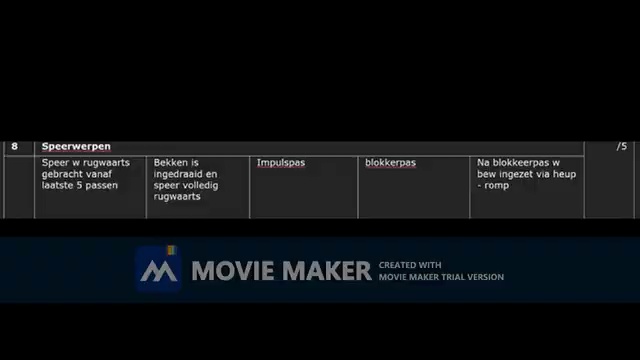 8 Speerwerpen /5
Speer w rugwaarts gebracht vanaf laatste 5 passen
Bekken is ingedraaid en speer volledig rugwaarts
Impulspas
blokkerpas
Na blokkeerpas w bew ingezet via heup - romp
MOVIE MAKER
CREATED WITH
MOVIE MAKER TRIAL VERSION